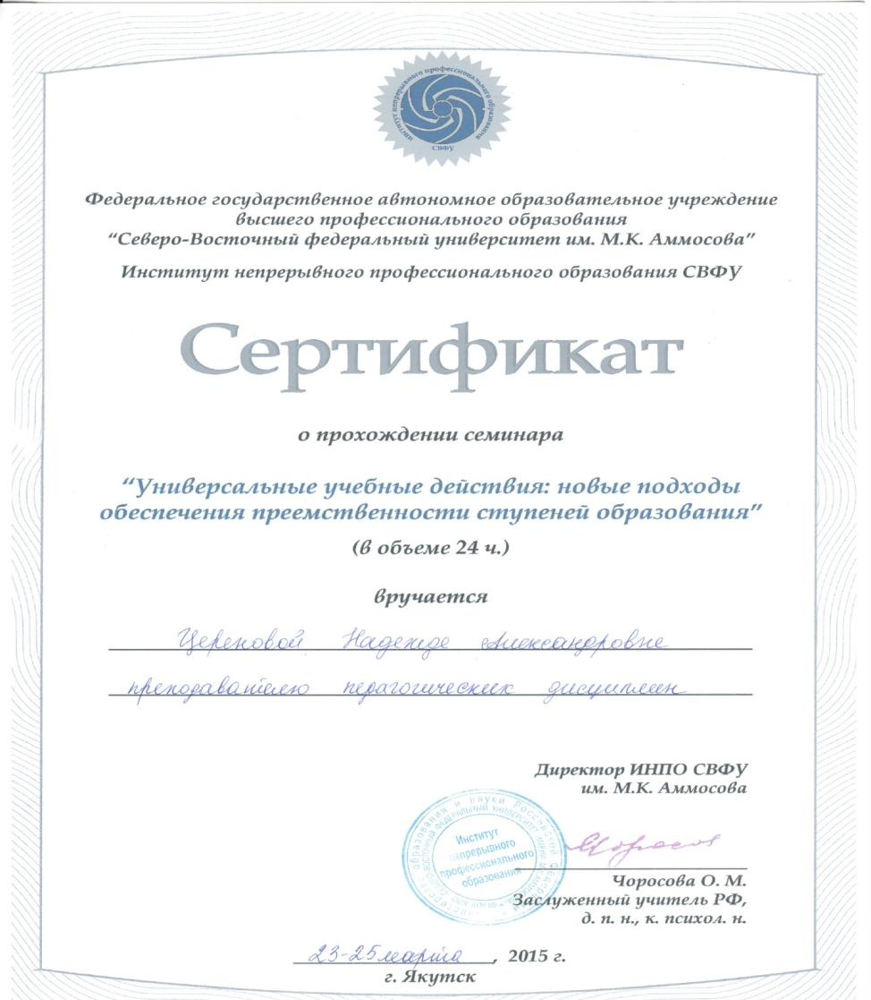 институт непрерывного профессионального образования
СВФУ
Федеральное государственное автономное образовательное учреждение
высшего профессионального образования
“Северо-Восточный федеральный университет им. М.К. Аммосова”
Институт непрерывного профессионального образования СВФУ
Сертификат
о прохождении семинара
“Универсальные учебные действия: новые подходы
обеспечения преемственности ступеней образования”
(в объеме 24 ч.)
вручается
Цереновой Надежде Александровне
преподавателю педагогических дисциплин
Директор ИНПО СВФУ
им. М.К. Аммосова
Институт
непрерывного
профессионального
образования
Чоросова О. М.
Заслуженный учитель РФ,
д. п. н., к. психол. н.
23-25 марта, 2015 г.
г. Якутск